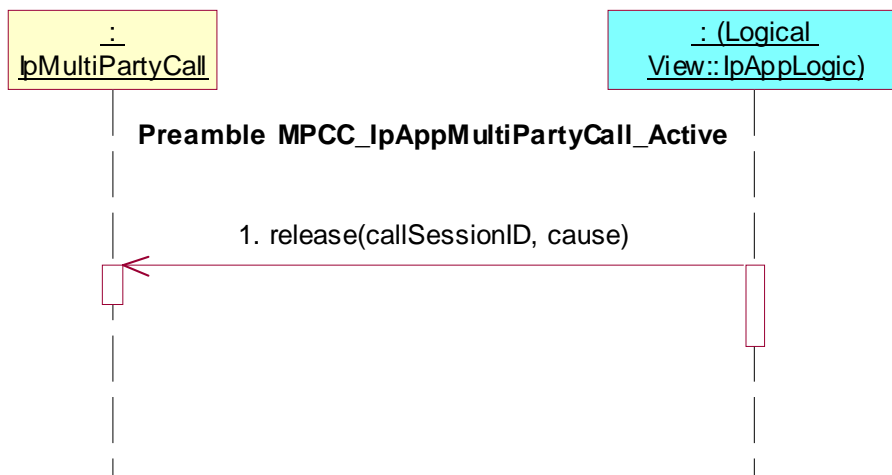 :
IpMultiPartyCall
: (Logical
View::IpAppLogic)
Preamble MPCC_IpAppMultiPartyCall_Active
1. release(callSessionID, cause)